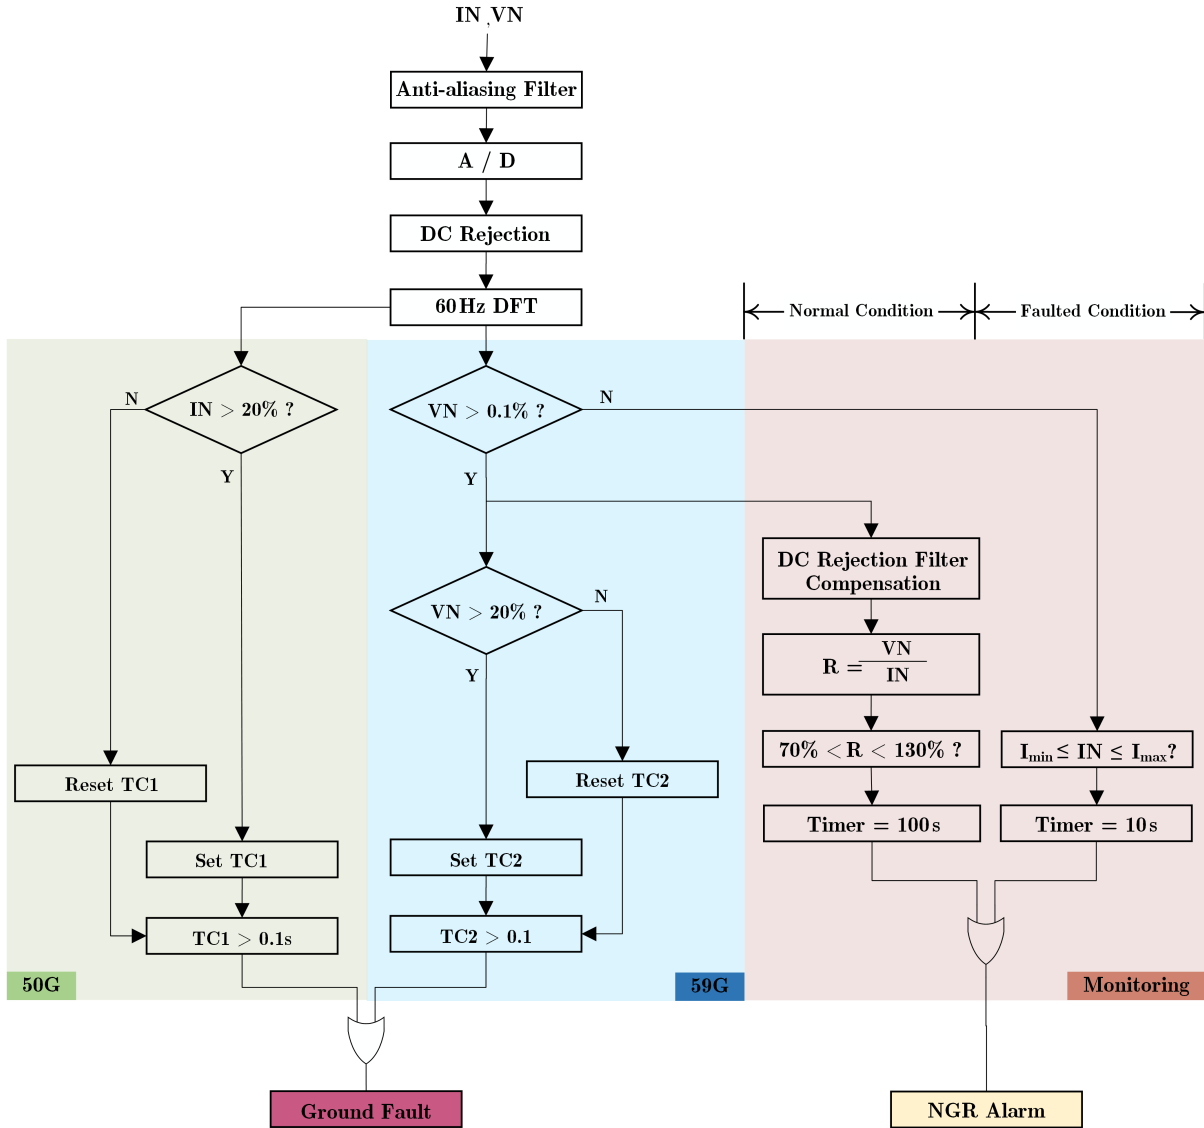 IN ,VN
Anti-aliasing Filter
A / D
DC Rejection
60 Hz DFT
Normal Condition
Faulted Condition
N
IN > 20% ?
Y
VN > 0.1% ?
N
Y
DC Rejection Filter
Compensation
VN > 20% ?
N
Y
R = VN
IN
70% < R < 130% ?
Imin ≤ IN ≤ Imax?
Reset TC1
Reset TC2
Timer = 100 s
Timer = 10 s
Set TC1
Set TC2
TC1 > 0.1s
TC2 > 0.1
50G
59G
Monitoring
Ground Fault
NGR Alarm